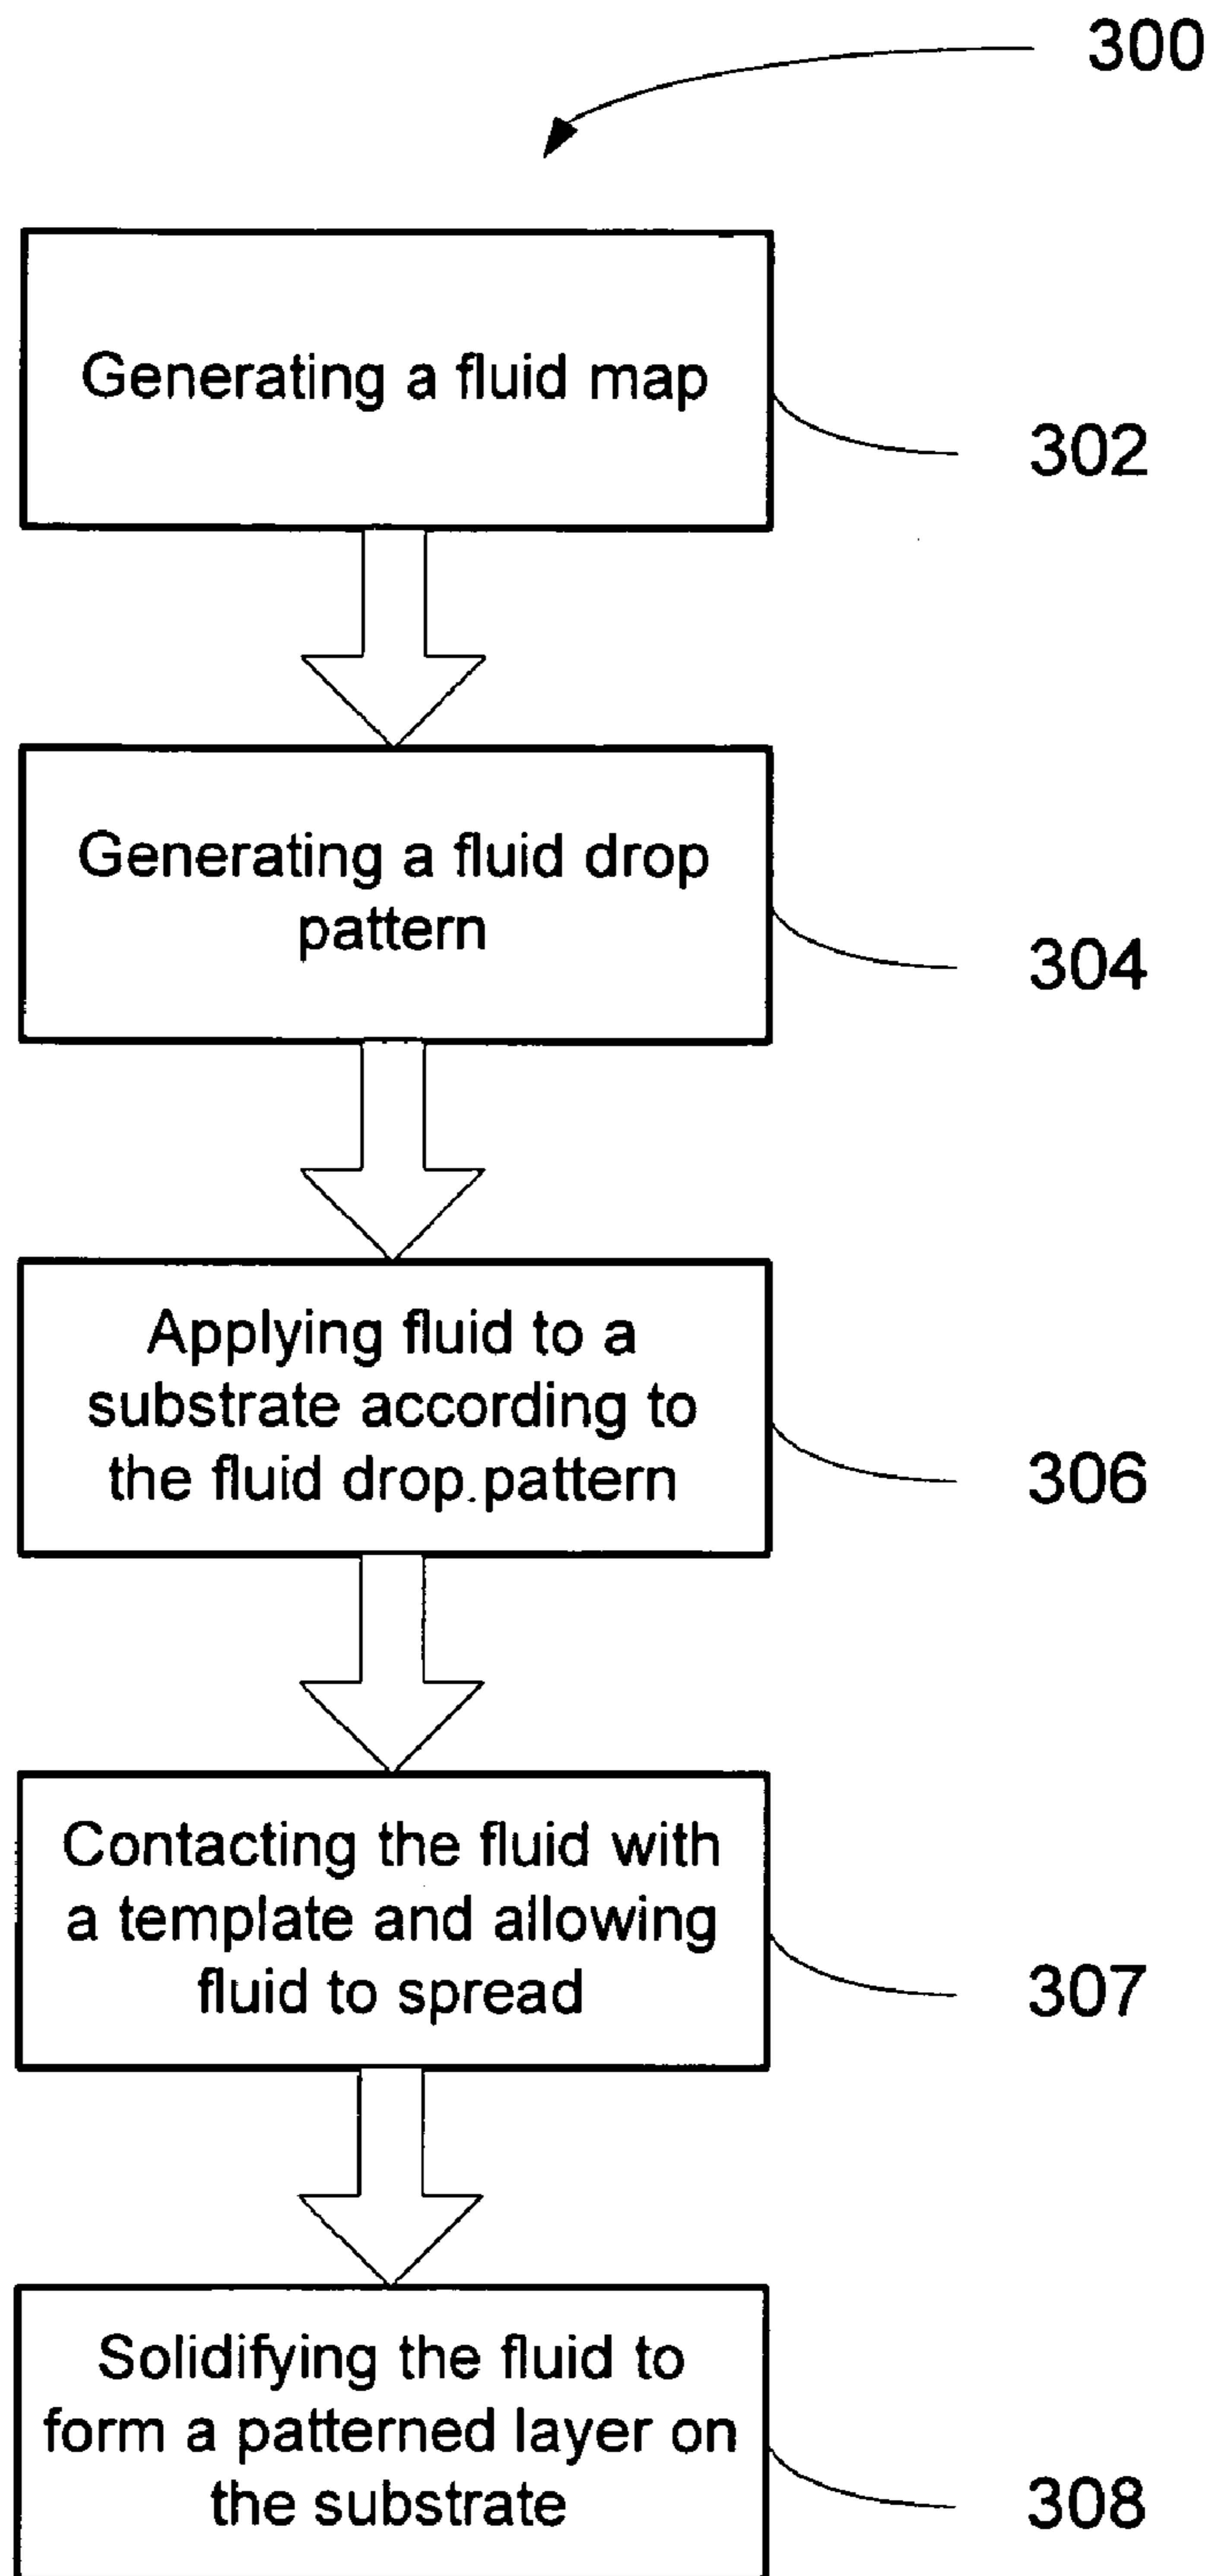 300
Generating a fluid map
302
Generating a fluid drop
pattern
304
Applying fluid to a
substrate according to
the fluid drop pattern
306
Contacting the fluid with
a template and allowing
fluid to spread
307
Solidifying the fluid to
form a patterned layer on
the substrate
308